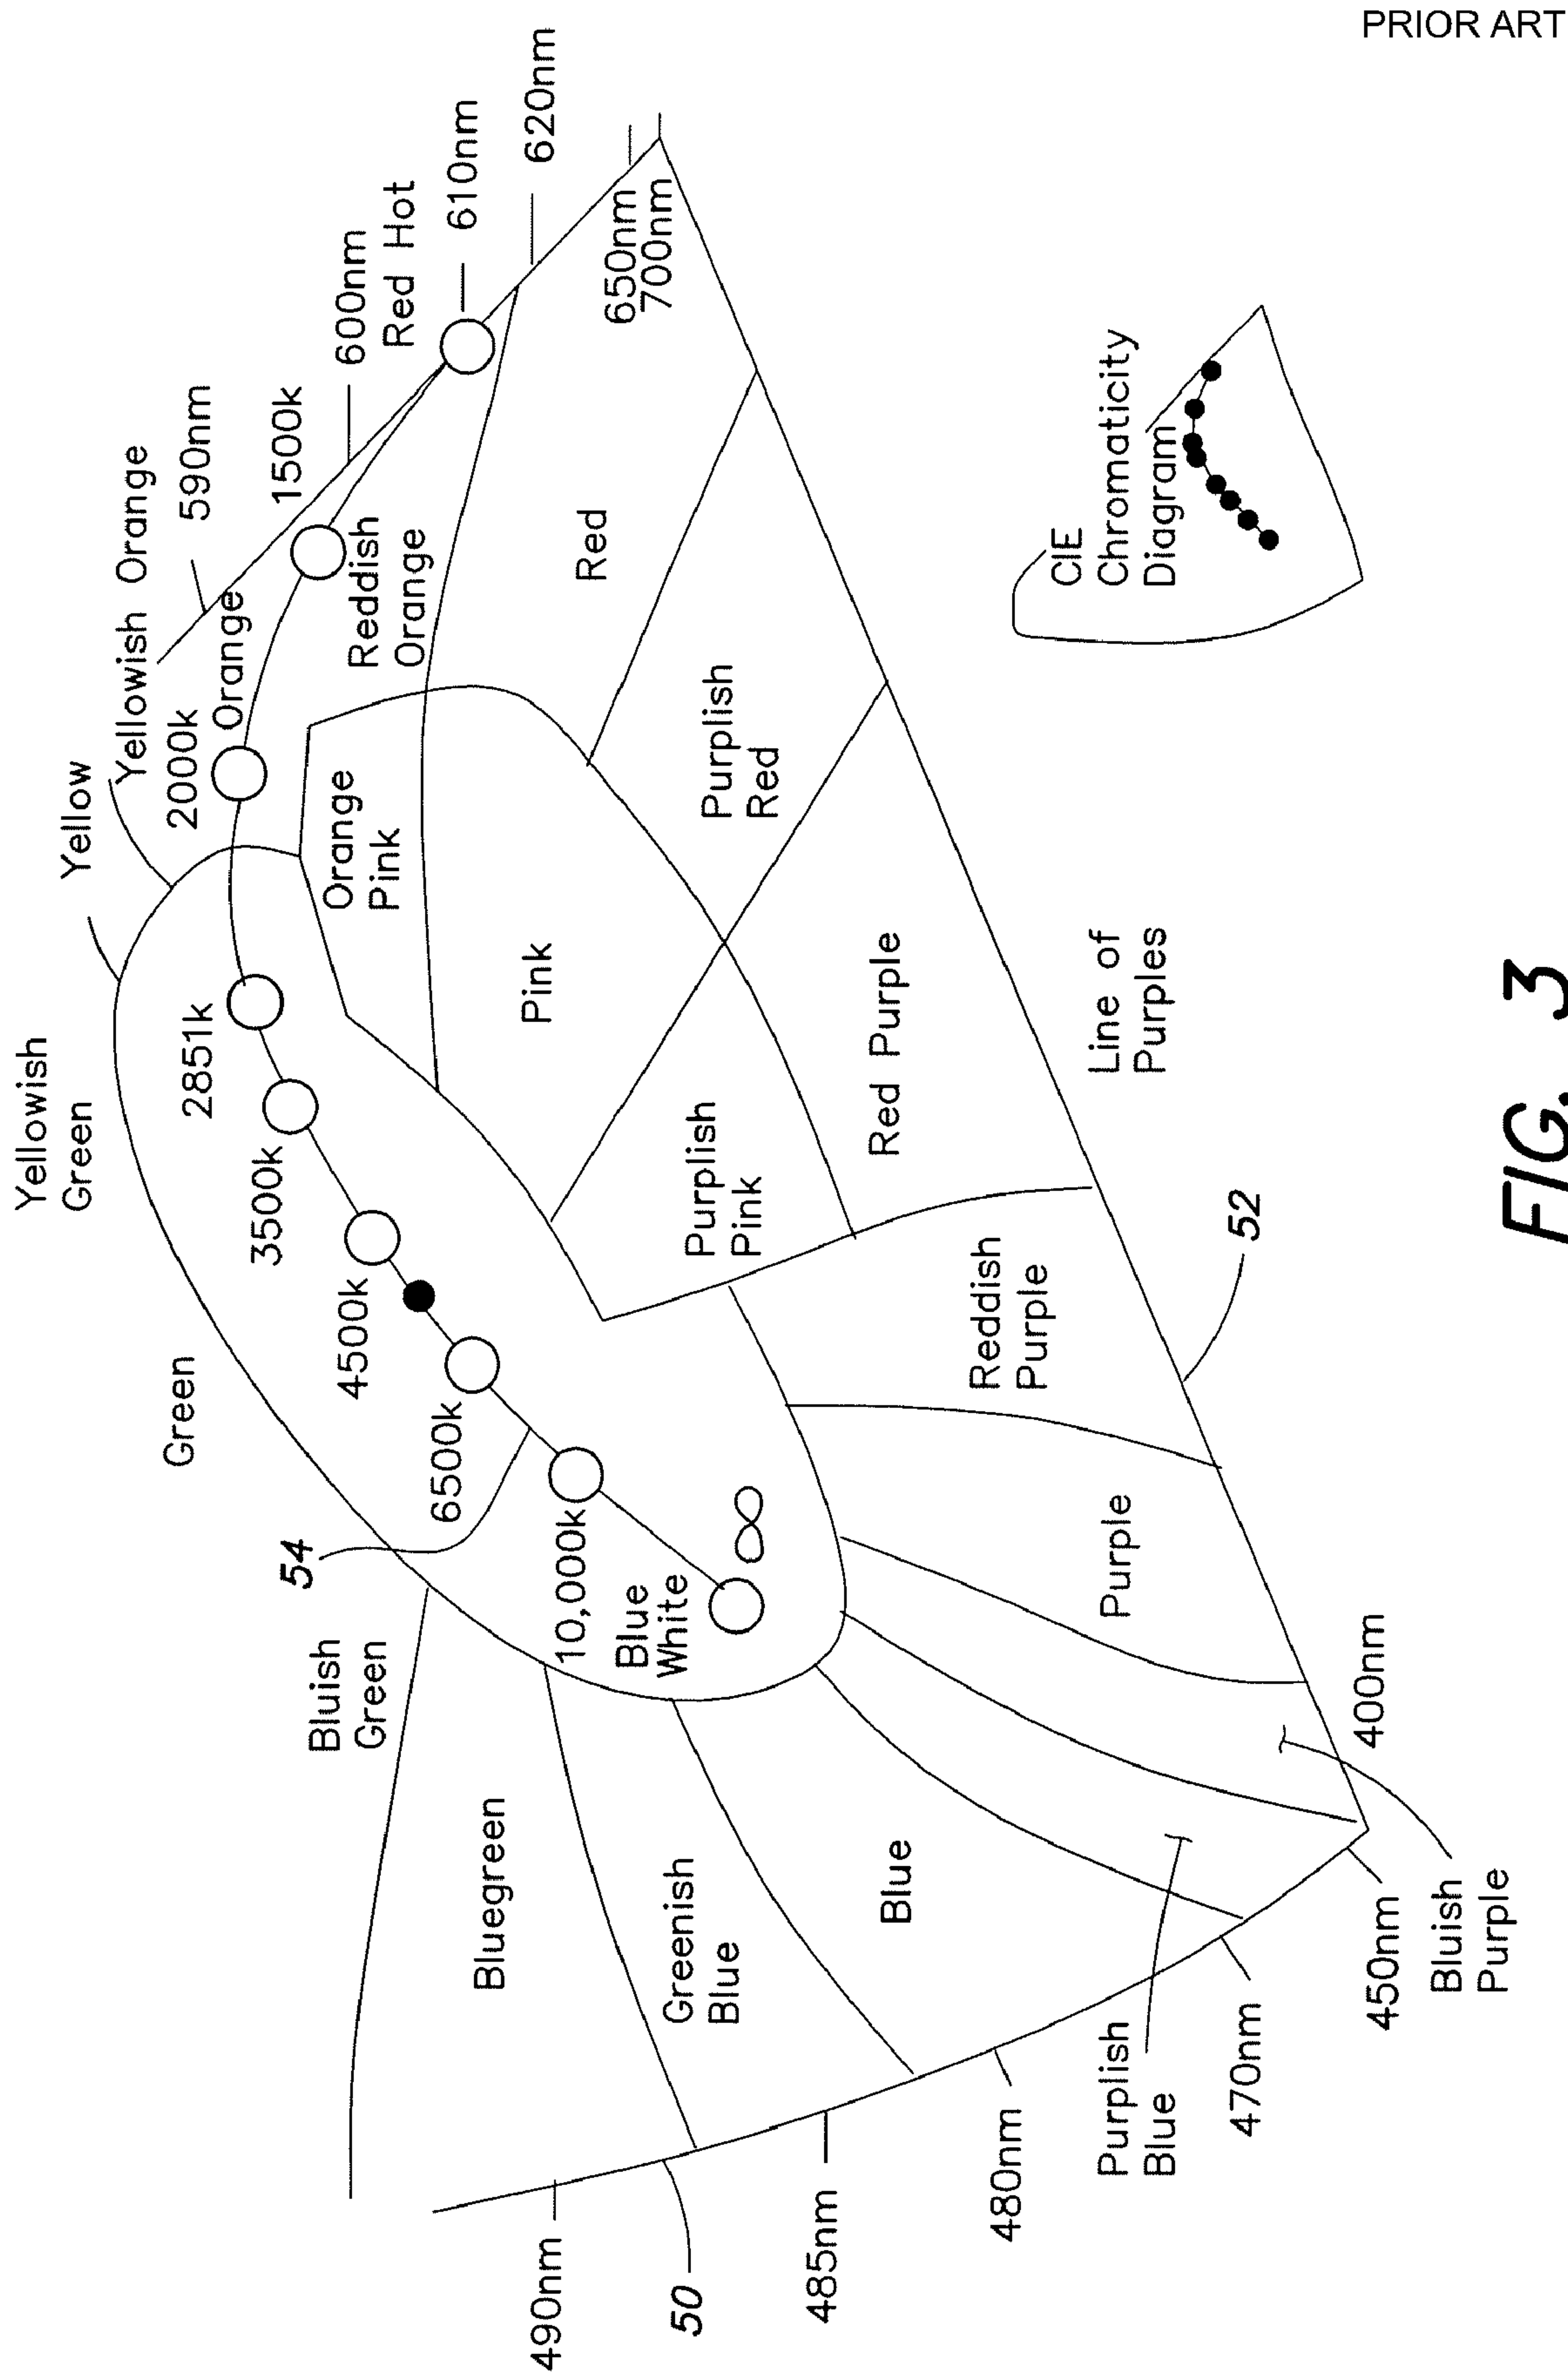 PRIOR ART
Yellowish
Green
Yellow
Yellowish Orange
590nm
2000k
Orange
1500k
600nm
Red Hot
610nm
620nm
650nm
700nm
Green
2851k
3500k
4500k
6500k
54
10,000k
Blue
White
∞
Reddish
Orange
Orange
Pink
Red
Pink
Purplish
Red
Purplish
Pink
Red Purple
Reddish
Purple
Purple
Line of
Purples
52
Bluish
Green
Bluegreen
Greenish
Blue
Blue
490nm
50
485nm
480nm
Purplish
Blue
470nm
450nm
Bluish
Purple
400nm
CIE
Chromaticity
Diagram
FIG. 3